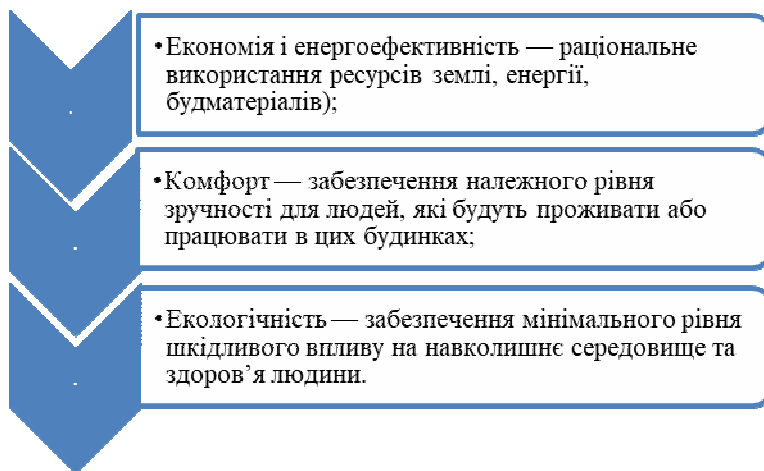 •Економія і енергоефективність — раціональне
використання ресурсів землі, енергії,
будматеріалів);
•Комфорт — забезпечення належного рівня
зручності для людей, які будуть проживати або
працювати в цих будинках;
•Екологічність — забезпечення мінімального рівня
шкідливого впливу на навколишнє середовище та
здоров’я людини.